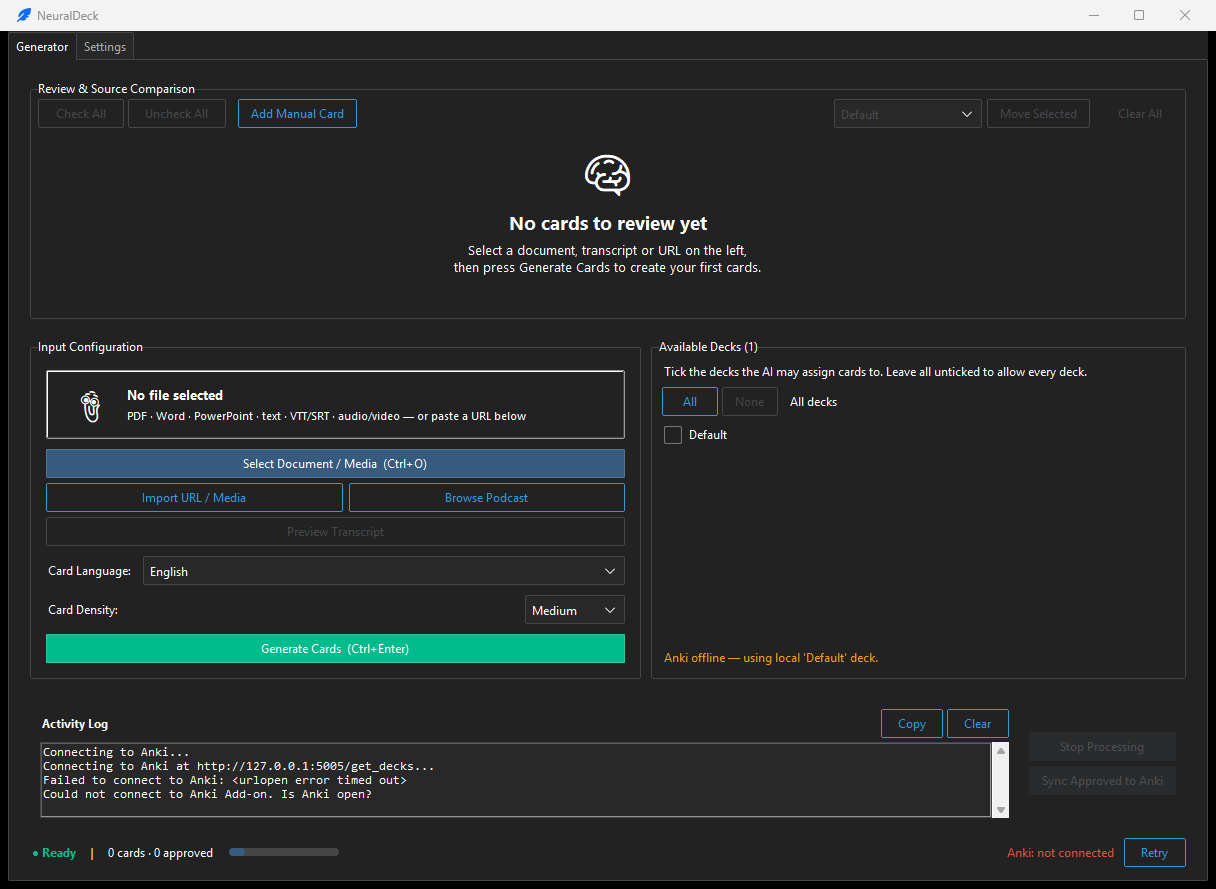 NeuralDeck
Generator Settings
Review & Source Comparison
Check All Uncheck All Add Manual Card Default Move Selected Clear All
No cards to review yet
Select a document, transcript or URL on the left,
then press Generate Cards to create your first cards.
Input Configuration
No file selected
PDF · Word · PowerPoint · text · VTT/SRT · audio/video — or paste a URL below
Select Document / Media (Ctrl+O)
Import URL / Media Browse Podcast
Preview Transcript
Card Language: English
Card Density: Medium
Generate Cards (Ctrl+Enter)
Available Decks (1)
Tick the decks the AI may assign cards to. Leave all unticked to allow every deck.
All None All decks
Default
Anki offline — using local 'Default' deck.
Activity Log Copy Clear
Connecting to Anki...
Connecting to Anki at http://127.0.0.1:5005/get_decks...
Failed to connect to Anki: <urlopen error timed out>
Could not connect to Anki Add-on. Is Anki open?
Stop Processing
Sync Approved to Anki
● Ready | 0 cards · 0 approved Anki: not connected Retry